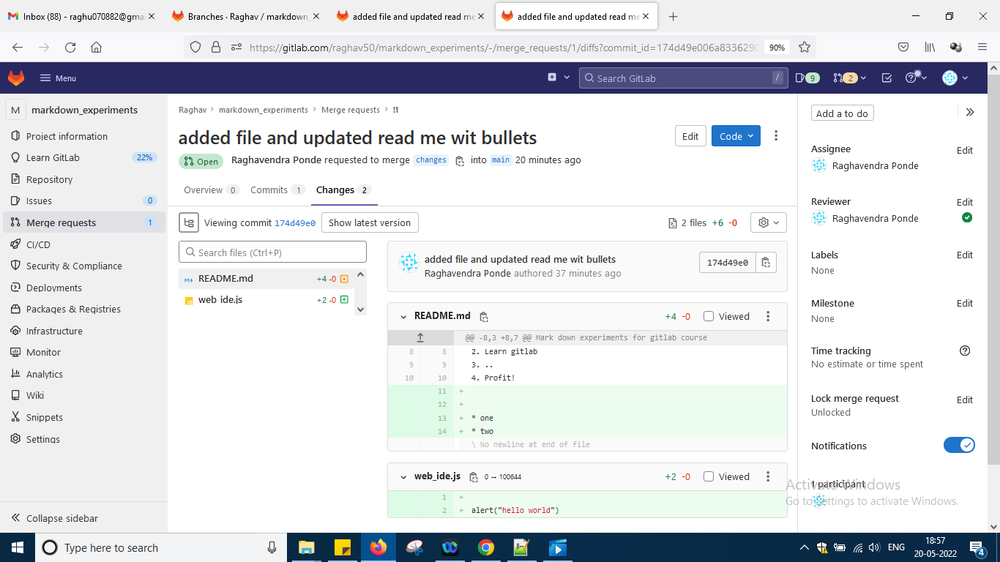 Inbox (88) - raghu070882@gmai
Branches · Raghav / markdown_
added file and updated read me
added file and updated read me
https://gitlab.com/raghav50/markdown_experiments/-/merge_requests/1/diffs?commit_id=174d49e006a8336290
90%
Menu
Search GitLab
/
9
2
M
markdown_experiments
Project information
Learn GitLab
22%
Repository
Issues
0
Merge requests
1
CI/CD
Security & Compliance
Deployments
Packages & Registries
Infrastructure
Monitor
Analytics
Wiki
Snippets
Settings
Collapse sidebar
Raghav › markdown_experiments › Merge requests › !1
added file and updated read me wit bullets
Edit
Code
Open
Raghavendra Ponde requested to merge changes into main 20 minutes ago
Overview 0
Commits 1
Changes 2
Viewing commit 174d49e0
Show latest version
2 files +6 -0
Search files (Ctrl+P)
README.md
+4 -0
web ide.js
+2 -0
added file and updated read me wit bullets
Raghavendra Ponde authored 37 minutes ago
174d49e0
README.md
+4 -0
Viewed
@@ -8,3 +8,7 @@ Mark down experiments for gitlab course
8 8 2. Learn gitlab
9 9 3. ..
10 10 4. Profit!
11 +
12 +
13 + * one
14 + * two
\ No newline at end of file
web_ide.js
0 → 100644
+2 -0
Viewed
1 +
2 + alert("hello world")
Add a to do
Assignee
Edit
Raghavendra Ponde
Reviewer
Edit
Raghavendra Ponde
Labels
Edit
None
Milestone
Edit
None
Time tracking
No estimate or time spent
Lock merge request
Edit
Unlocked
Notifications
1 participant
Activate Windows
Go to Settings to activate Windows.
Type here to search
ENG
18:57
20-05-2022
4